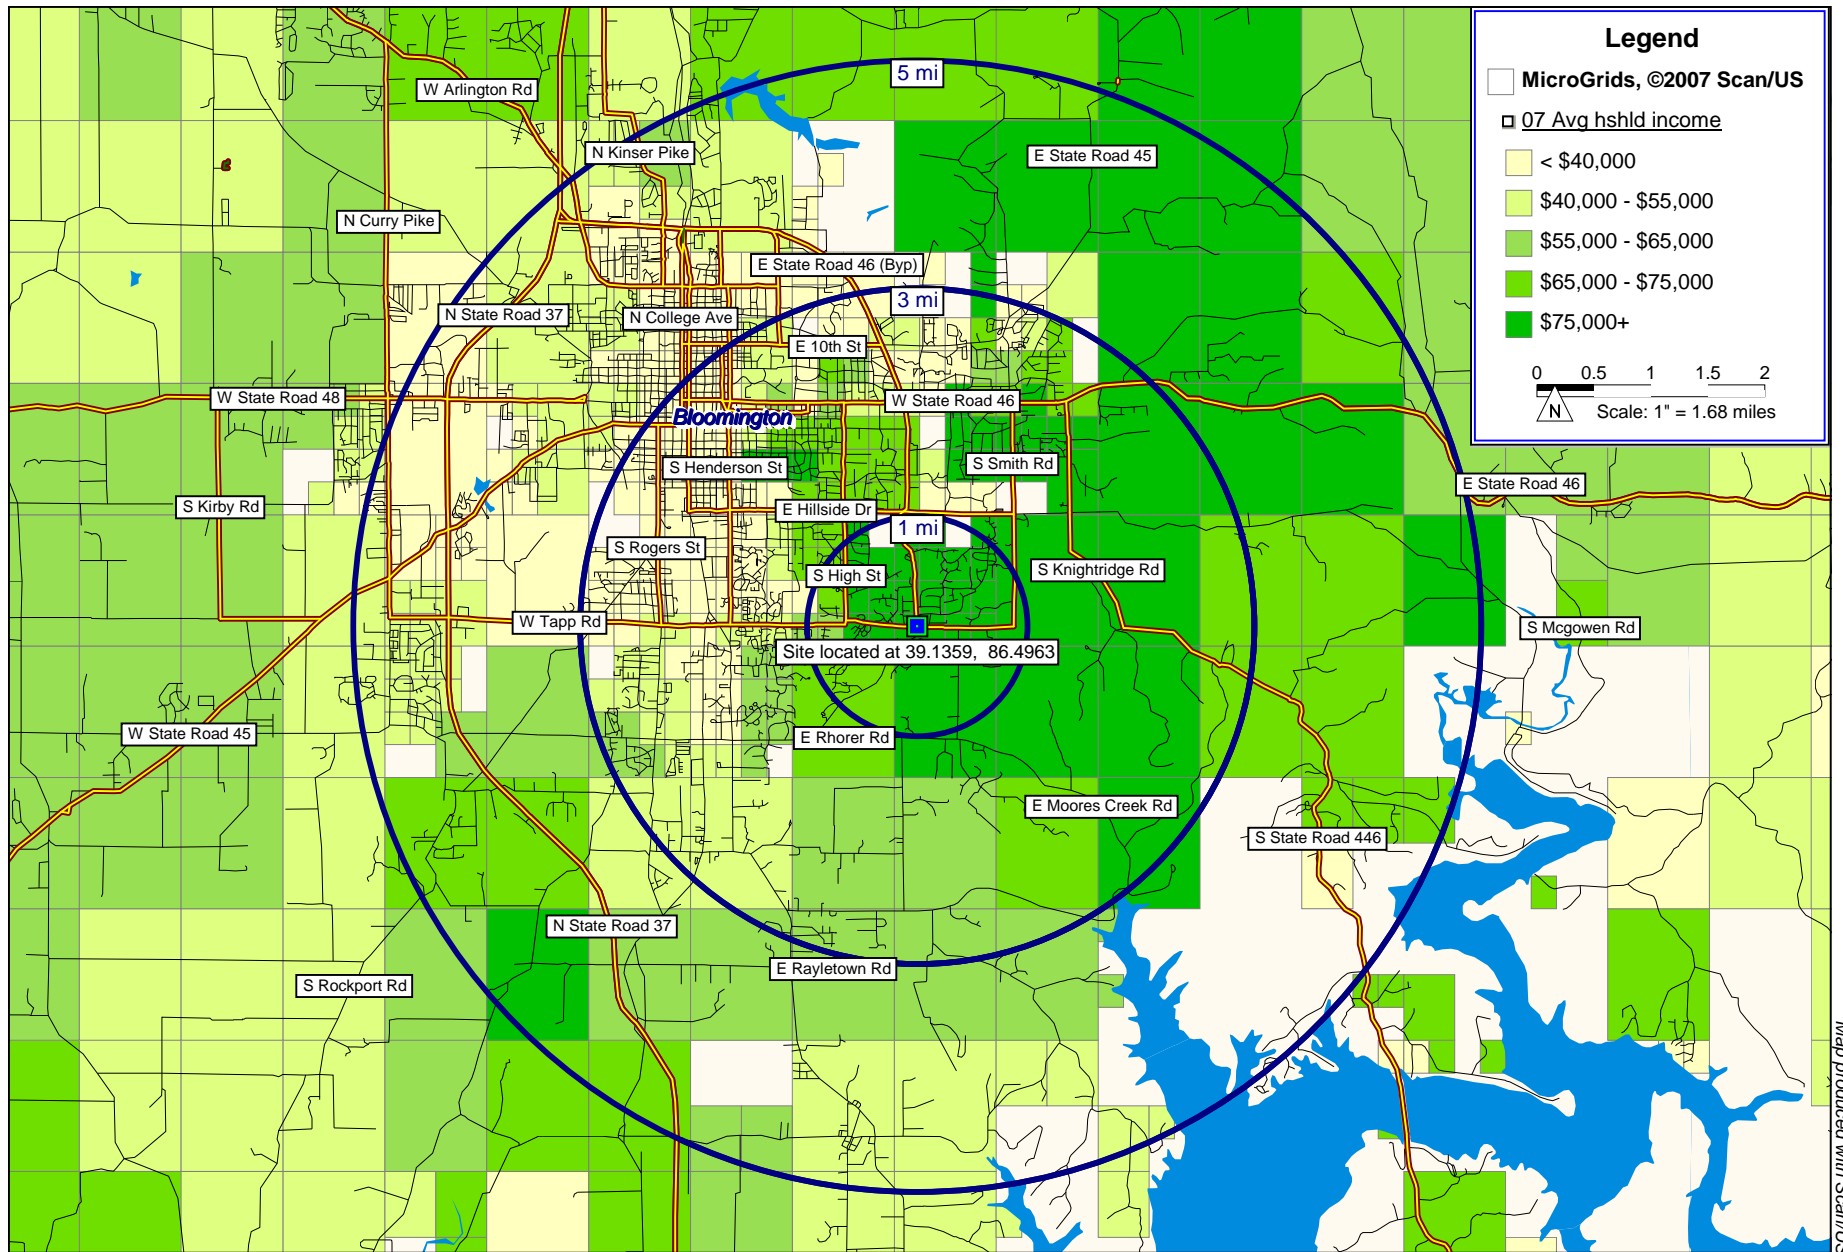 Legend
MicroGrids, ©2007 Scan/US
07 Avg hshld income
< $40,000
$40,000 - $55,000
$55,000 - $65,000
$65,000 - $75,000
$75,000+
0 0.5 1 1.5 2
N
Scale: 1" = 1.68 miles
5 mi
W Arlington Rd
N Kinser Pike
E State Road 45
N Curry Pike
E State Road 46 (Byp)
3 mi
N State Road 37
N College Ave
E 10th St
W State Road 48
W State Road 46
Bloomington
S Henderson St
S Smith Rd
E State Road 46
S Kirby Rd
E Hillside Dr
1 mi
S Rogers St
S High St
S Knightridge Rd
W Tapp Rd
S Mcgowen Rd
Site located at 39.1359, 86.4963
W State Road 45
E Rhorer Rd
E Moores Creek Rd
S State Road 446
N State Road 37
E Rayletown Rd
S Rockport Rd
Map produced with Scan/US